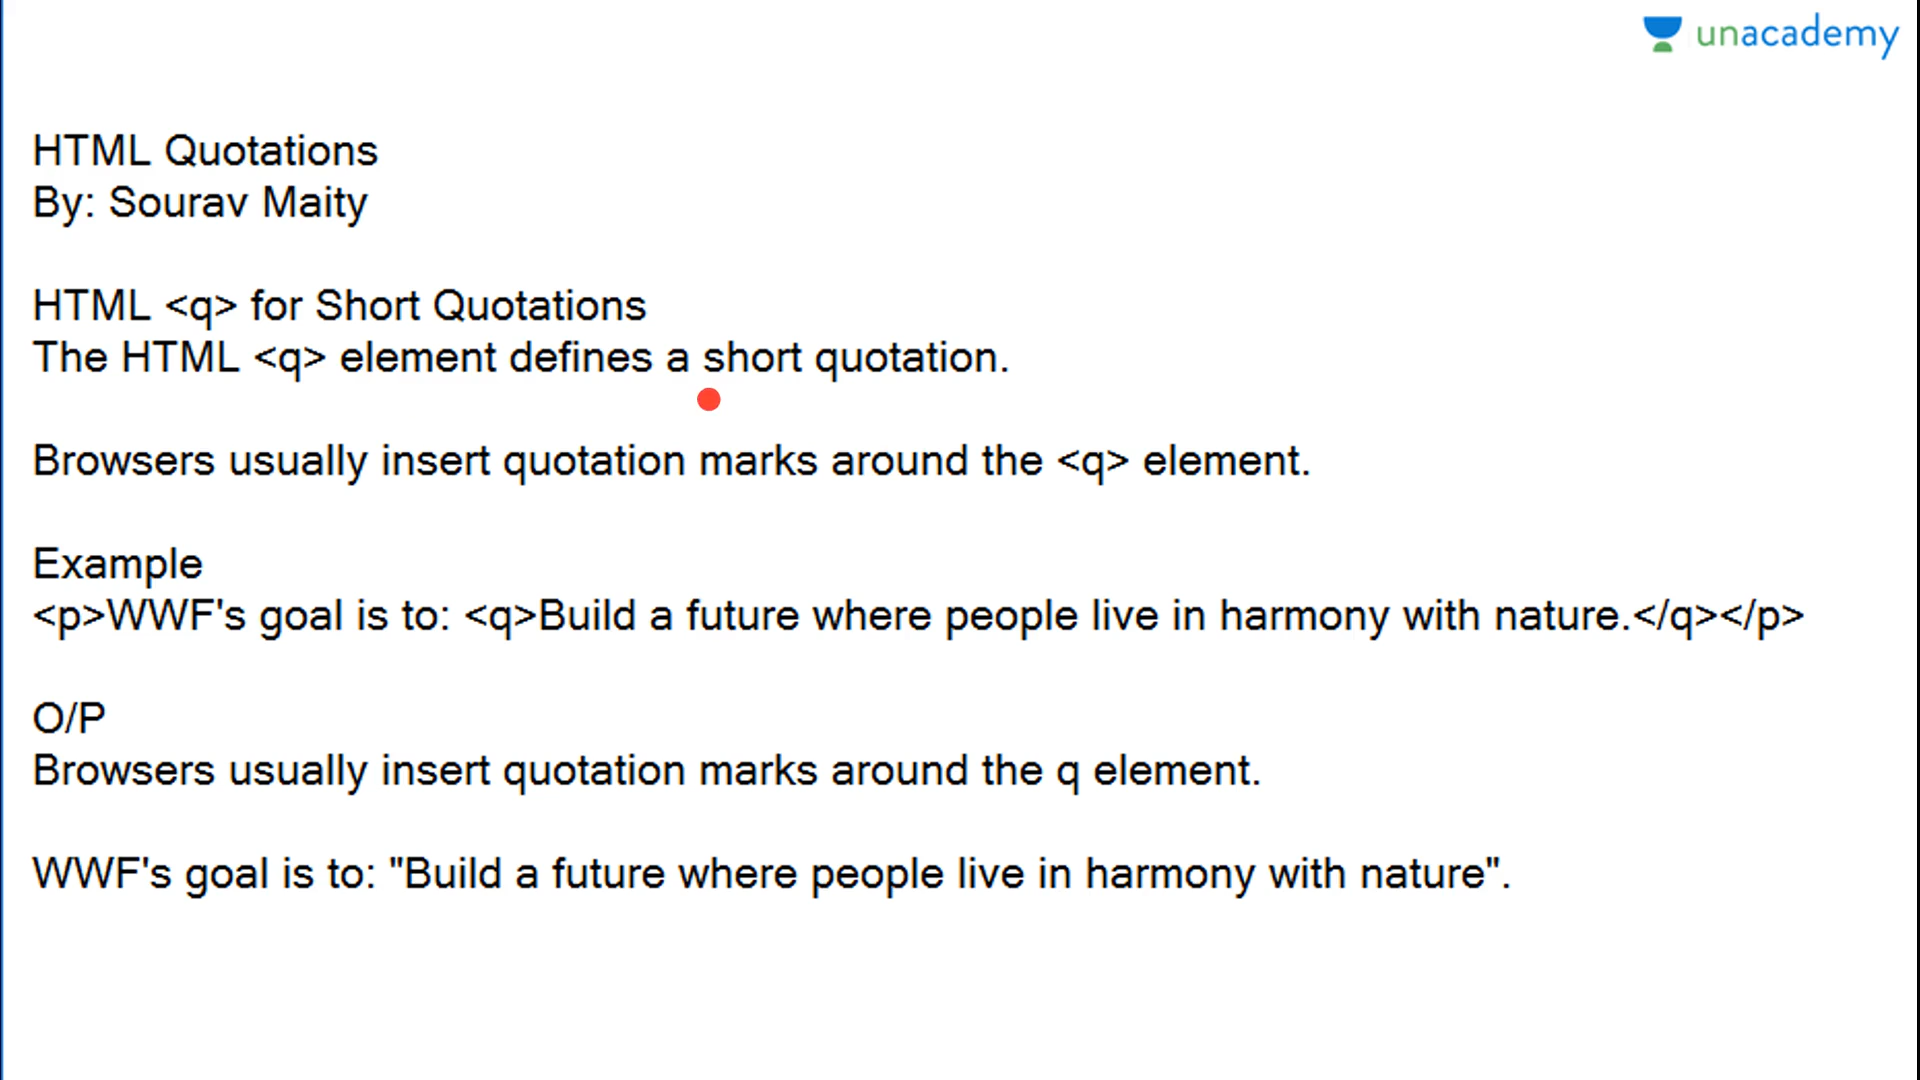 unacademy
HTML Quotations
By: Sourav Maity
HTML <q> for Short Quotations
The HTML <q> element defines a short quotation.
Browsers usually insert quotation marks around the <q> element.
Example
<p>WWF's goal is to: <q>Build a future where people live in harmony with nature.</q></p>
O/P
Browsers usually insert quotation marks around the q element.
WWF's goal is to: "Build a future where people live in harmony with nature".